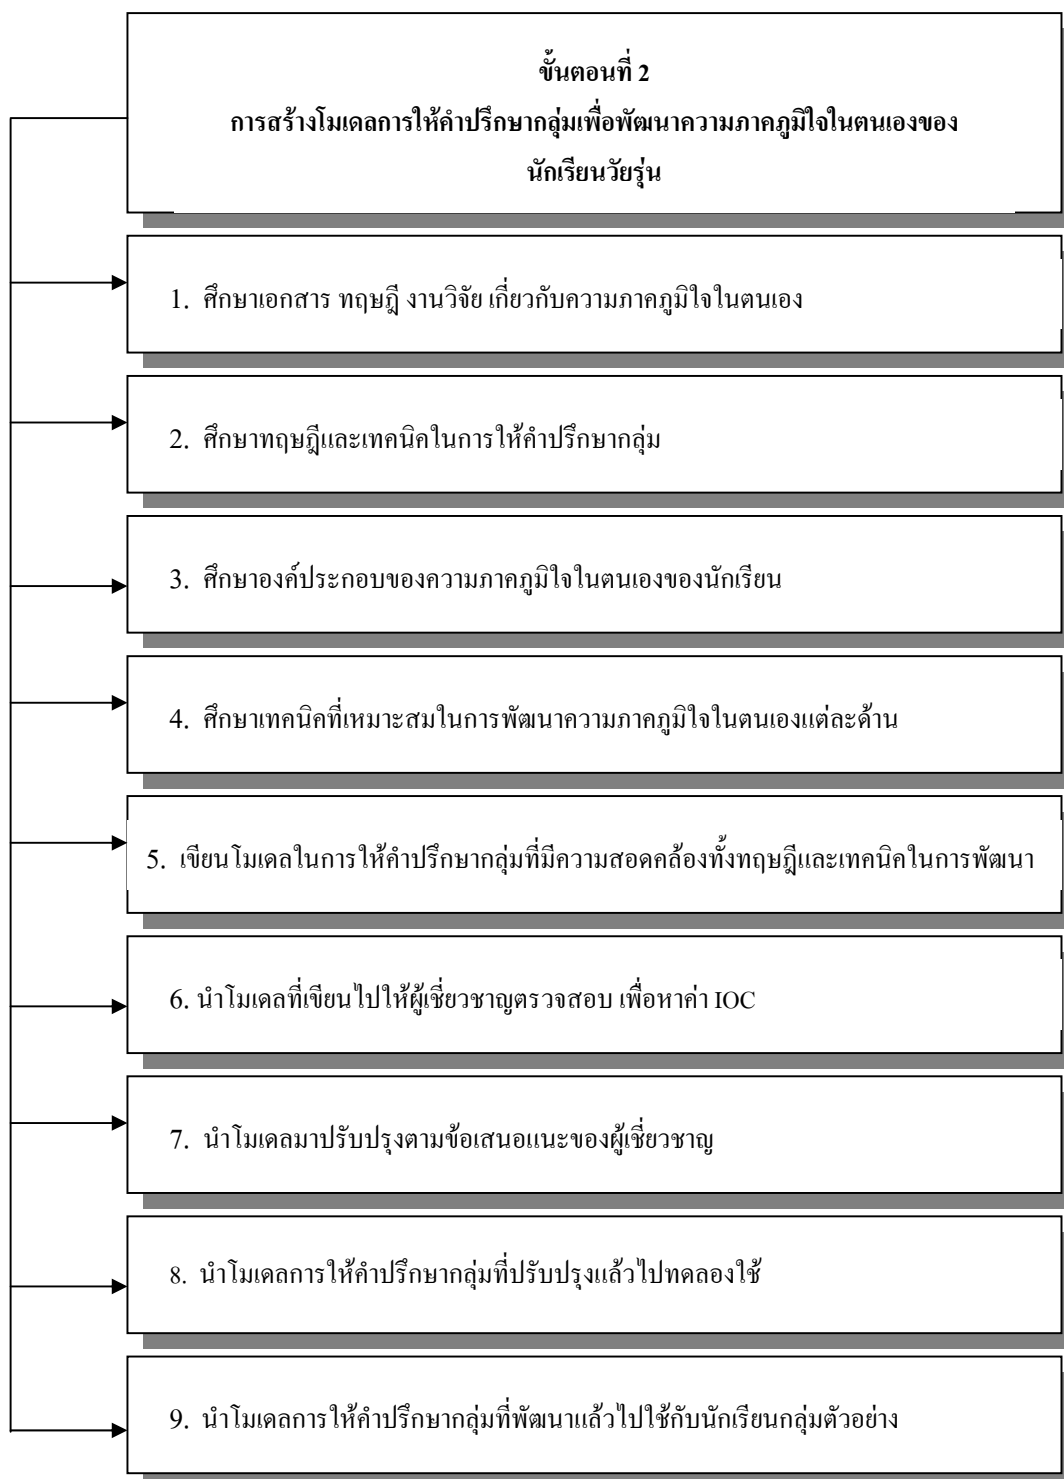 ขั้นตอนที่ 2
การสร้างโมเดลการให้คำปรึกษากลุ่มเพื่อพัฒนาความภาคภูมิใจในตนเองของ
นักเรียนวัยรุ่น
1. ศึกษาเอกสาร ทฤษฎี งานวิจัย เกี่ยวกับความภาคภูมิใจในตนเอง
2. ศึกษาทฤษฎีและเทคนิคในการให้คำปรึกษากลุ่ม
3. ศึกษาองค์ประกอบของความภาคภูมิใจในตนเองของนักเรียน
4. ศึกษาเทคนิคที่เหมาะสมในการพัฒนาความภาคภูมิใจในตนเองแต่ละด้าน
5. เขียนโมเดลในการให้คำปรึกษากลุ่มที่มีความสอดคล้องทั้งทฤษฎีและเทคนิคในการพัฒนา
6. นำโมเดลที่เขียนไปให้ผู้เชี่ยวชาญตรวจสอบ เพื่อหาค่า IOC
7. นำโมเดลมาปรับปรุงตามข้อเสนอแนะของผู้เชี่ยวชาญ
8. นำโมเดลการให้คำปรึกษากลุ่มที่ปรับปรุงแล้วไปทดลองใช้
9. นำโมเดลการให้คำปรึกษากลุ่มที่พัฒนาแล้วไปใช้กับนักเรียนกลุ่มตัวอย่าง